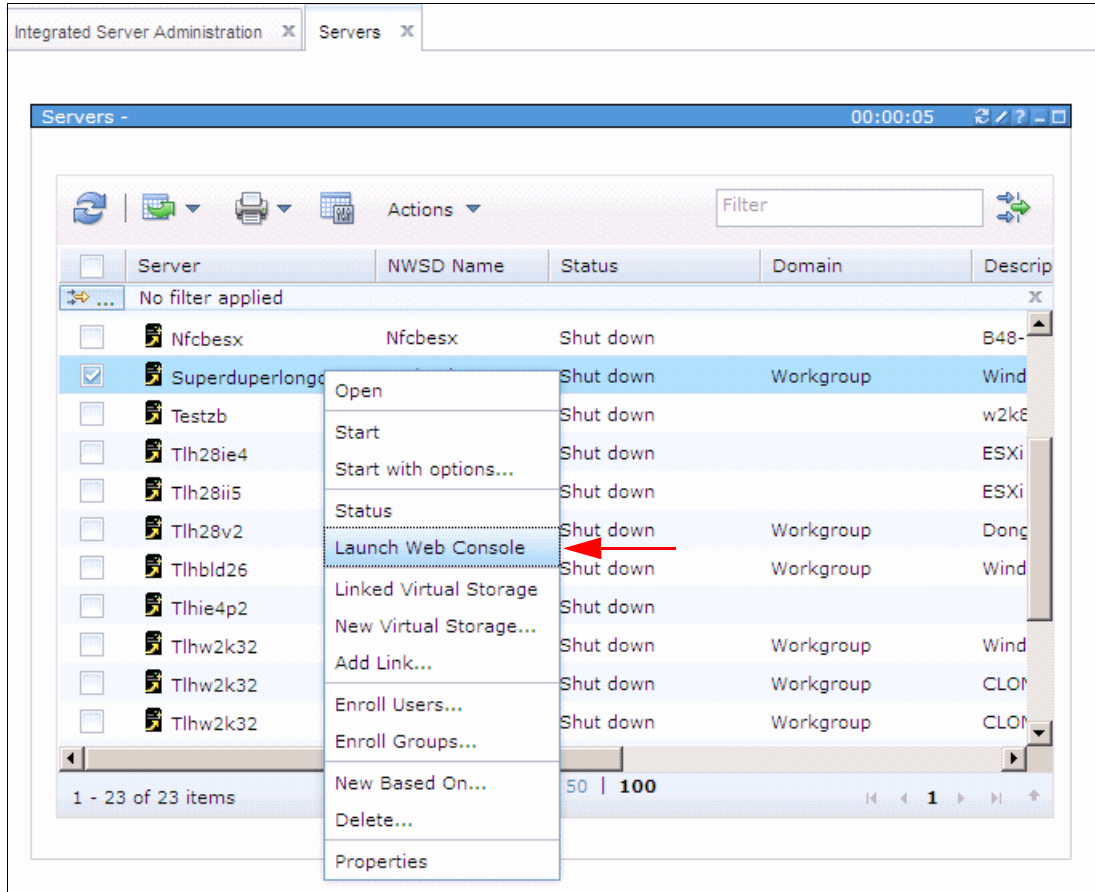 Integrated Server Administration X Servers X
Servers - 00:00:05 ?
Actions Filter
Server NWSD Name Status Domain Descrip
... No filter applied x
Nfcbesx Nfcbesx Shut down B48-
Superduperlong Shut down Workgroup Wind
Open
Testzb Shut down w2k8
Start
Tlh28ie4 Shut down ESXi
Start with options...
Tlh28ii5 Shut down ESXi
Status
Tlh28v2 Shut down Workgroup Dong
Launch Web Console
Tlhbld26 Shut down Workgroup Wind
Linked Virtual Storage
Tlhie4p2 Shut down
New Virtual Storage...
Tlhw2k32 Shut down Workgroup Wind
Add Link...
Tlhw2k32 Shut down Workgroup CLON
Enroll Users...
Tlhw2k32 Shut down Workgroup CLON
Enroll Groups...
New Based On... 50 | 100
1 - 23 of 23 items 1
Delete...
Properties